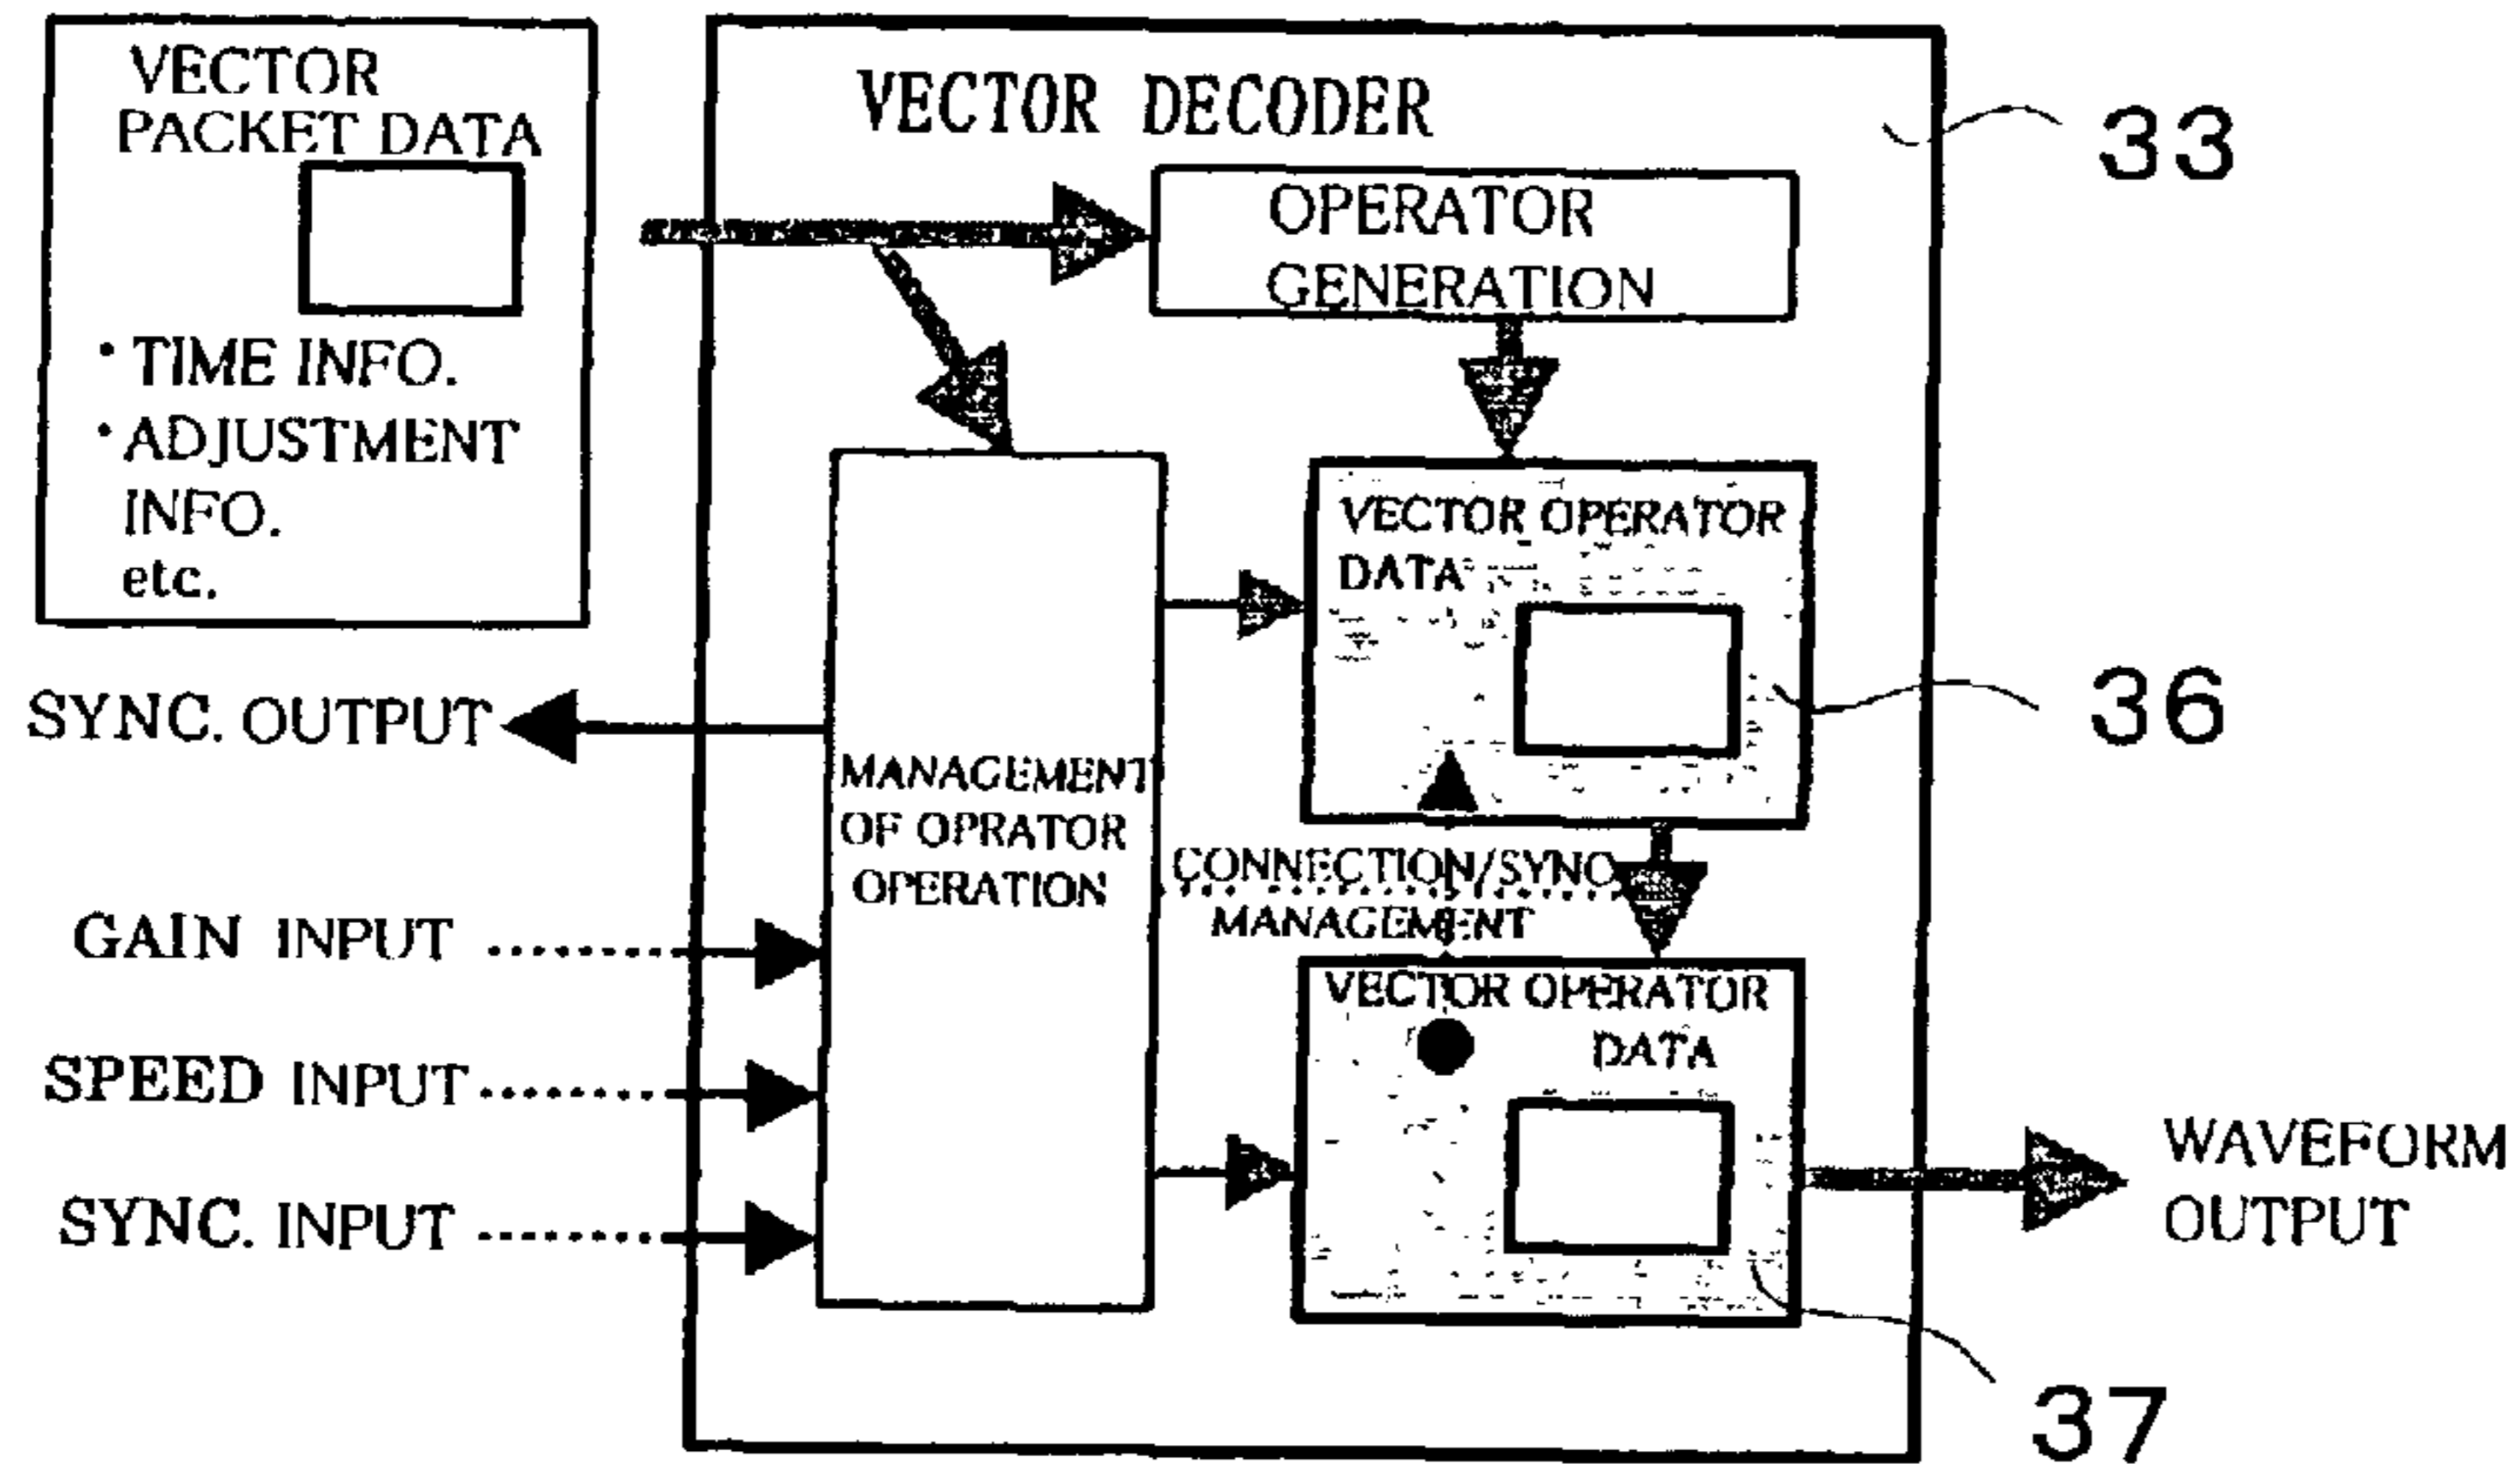 VECTOR
PACKET DATA
• TIME INFO.
• ADJUSTMENT
INFO.
etc.
VECTOR DECODER
33
OPERATOR
GENERATION
VECTOR OPERATOR
DATA
36
SYNC. OUTPUT
MANAGEMENT
OF OPRATOR
OPERATION
CONNECTION/SYNC
MANAGEMENT
GAIN INPUT
SPEED INPUT
SYNC. INPUT
VECTOR OPERATOR
DATA
WAVEFORM
OUTPUT
37